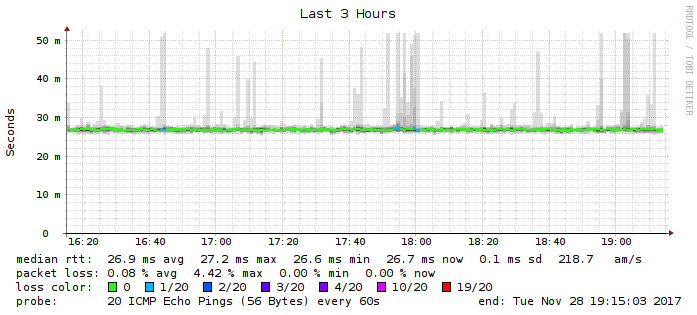 Last 3 Hours
RRDTOOL / TOBI OETIKER
Seconds
50 m
40 m
30 m
20 m
10 m
0
16:20 16:40 17:00 17:20 17:40 18:00 18:20 18:40 19:00
median rtt: 26.9 ms avg 27.2 ms max 26.6 ms min 26.7 ms now 0.1 ms sd 218.7 am/s
packet loss: 0.08 % avg 4.42 % max 0.00 % min 0.00 % now
loss color: 0 1/20 2/20 3/20 4/20 10/20 19/20
probe: 20 ICMP Echo Pings (56 Bytes) every 60s end: Tue Nov 28 19:15:03 2017